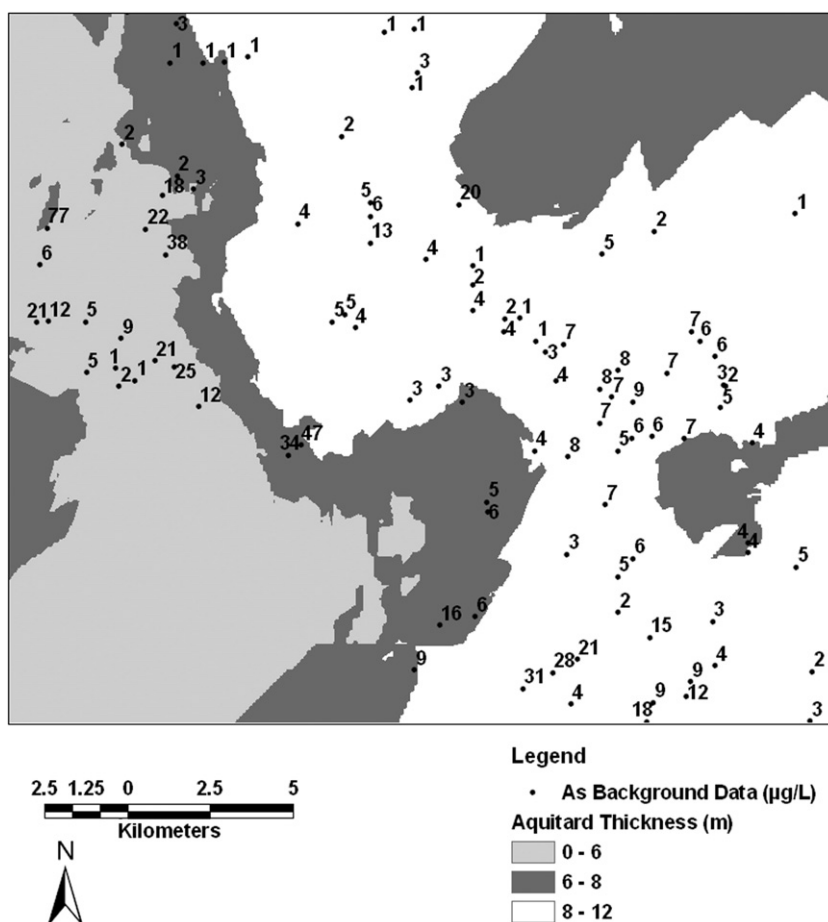 3
1 1 1 1 1 1
3
1
2 2
2
18 3
5
6
20
1
77 22 4 13 2
38 5
6 4 1
2
21 12 5 5 5 4 4 2 1
9 1 7 7 6
3 6
5 1 2 1 21 25 4 8 7 32
8 7 9 5
12 3 3 3 7
34 47 4 8 5 6 6 7 4
5
6 7
3 5 6 4
4 5
16 6 2 15 3
9 31 28 21 4 2
4 9 12
18 9 3
Legend
As Background Data (µg/L)
Aquitard Thickness (m)
2.5 1.25 0 2.5 5
Kilometers
N
0 - 6
6 - 8
8 - 12